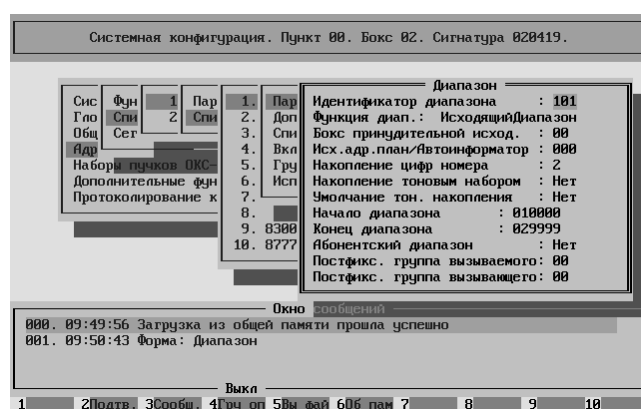 Системная конфигурация. Пункт 00. Бокс 02. Сигнатура 020419.
Диапазон
Сис Фун 1 Пар 1. Пар Идентификатор диапазона : 101
Гло Спи 2 Спи 2. Доп Функция диап.: ИсходящийДиапазон
Общ Сег 3. Спи Бокс принудительной исход. : 00
Адр 4. Вкл Исх.адр.план/Автоинформатор : 000
Наборы пучков ОКС- 5. Гру Накопление цифр номера : 2
Дополнительные фун 6. Исп Накопление тоновым набором : Нет
Протоколирование к 7. Умолчание тон. накопления : Нет
8. Начало диапазона : 010000
9. 8300 Конец диапазона : 029999
10. 8777 Абонентский диапазон : Нет
Постфикс. группа вызываемого: 00
Постфикс. группа вызывающего: 00
Окно сообщений
000. 09:49:56 Загрузка из общей памяти прошла успешно
001. 09:50:43 Форма: Диапазон
Выкл
1 2Подтв. 3Сообщ. 4Гру оп 5Вы фай 6Об пам 7 8 9 10